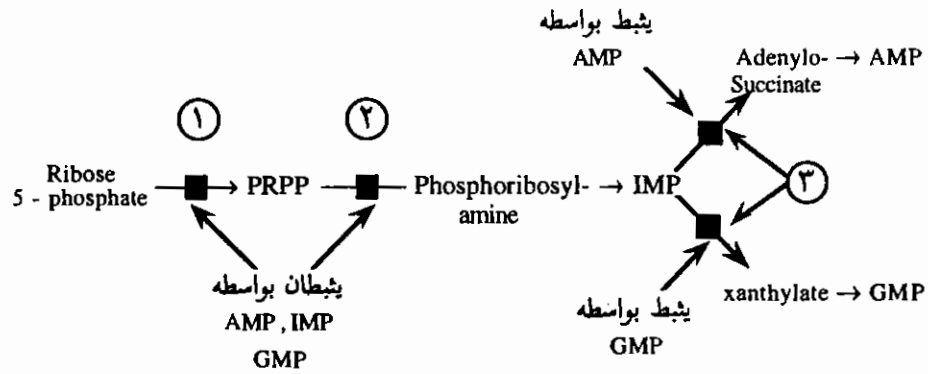 يثبط بواسطه
AMP
Adenylo- → AMP
Succinate
١
٢
Ribose
5 - phosphate
PRPP
Phosphoribosyl-
amine
→ IMP
٣
يثبطان بواسطه
AMP , IMP
GMP
يثبط بواسطه
GMP
xanthylate → GMP